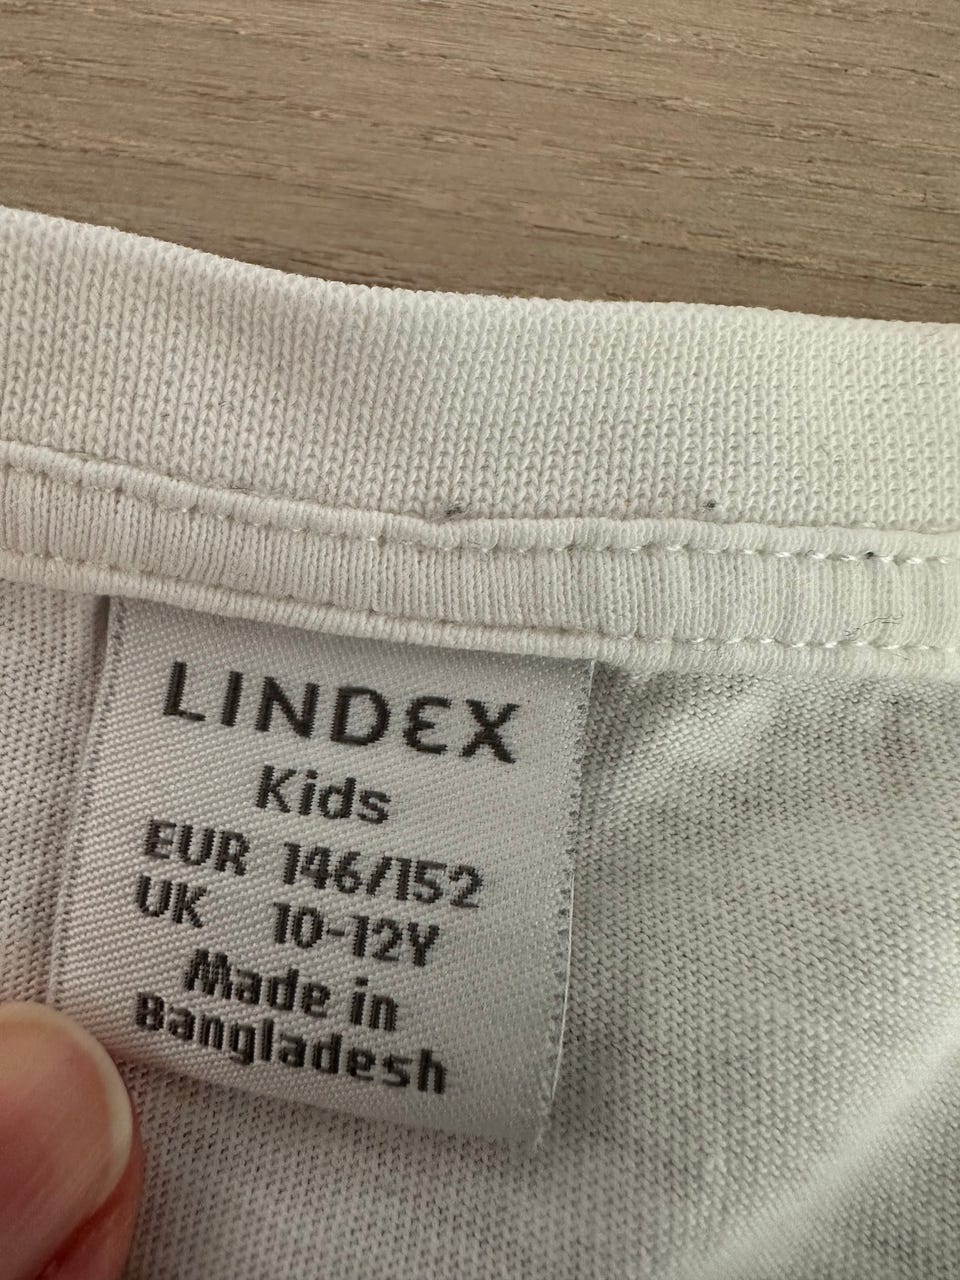 LINDEX
Kids
EUR 146/152
UK 10-12Y
Made in
Bangladesh